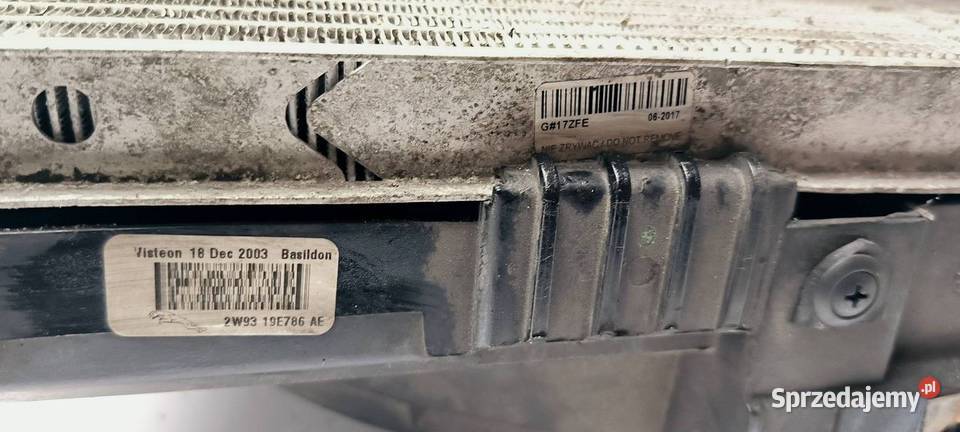 G#17ZFE 06-2017
NIE ZRYWAĆ / DO NOT REMOVE
Visteon 18 Dec 2003 Basildon
2W93 19E786 AE
Sprzedajemy.pl